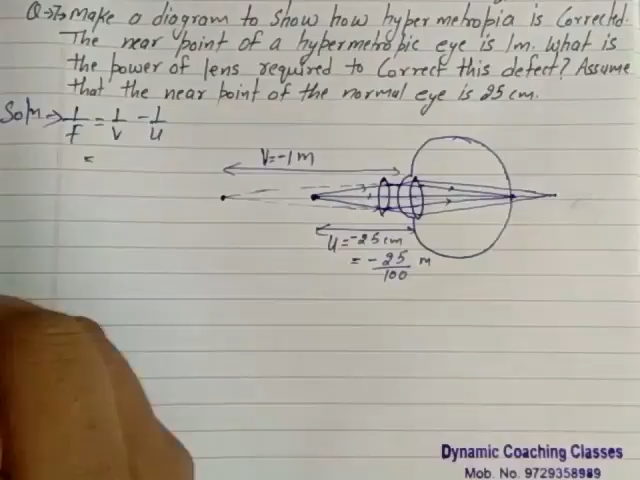 Q→7 Make a diagram to show how hypermetropia is corrected.
The near point of a hypermetropic eye is 1m. What is
the power of lens required to correct this defect? Assume
that the near point of the normal eye is 25 cm.
Soln→ 1/f = 1/v - 1/u
=
V=-1m
u=-25cm
= -25/100 m
Dynamic Coaching Classes
Mob. No. 9729358989